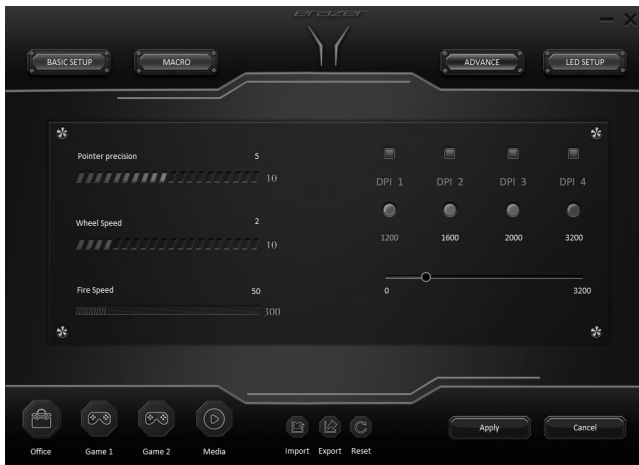 erazer
BASIC SETUP
MACRO
ADVANCE
LED SETUP
Pointer precision 5
10
Wheel Speed 2
10
Fire Speed 50
300
DPI 1 DPI 2 DPI 3 DPI 4
1200 1600 2000 3200
0 3200
Office Game 1 Game 2 Media
Import Export Reset
Apply
Cancel